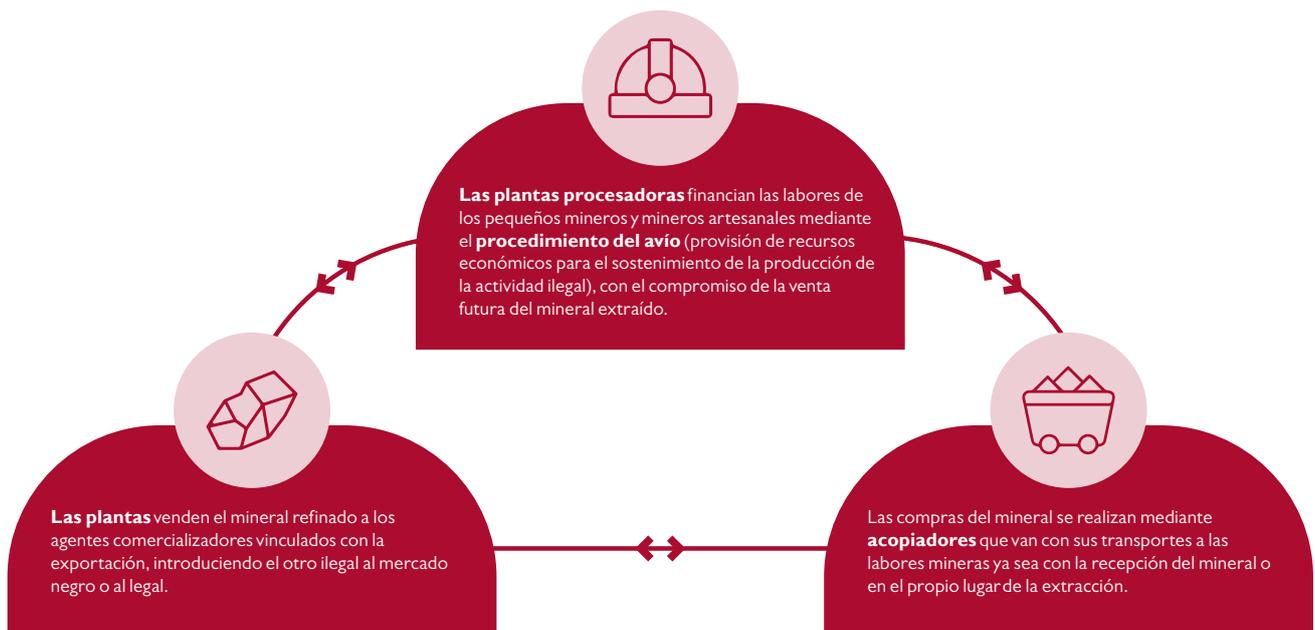 Las plantas procesadoras financian las labores de
los pequeños mineros y mineros artesanales mediante
el procedimiento del avío (provisión de recursos
económicos para el sostenimiento de la producción de
la actividad ilegal), con el compromiso de la venta
futura del mineral extraído.
Las plantas venden el mineral refinado a los
agentes comercializadores vinculados con la
exportación, introduciendo el otro ilegal al mercado
negro o al legal.
Las compras del mineral se realizan mediante
acopiadores que van con sus transportes a las
labores mineras ya sea con la recepción del mineral o
en el propio lugar de la extracción.